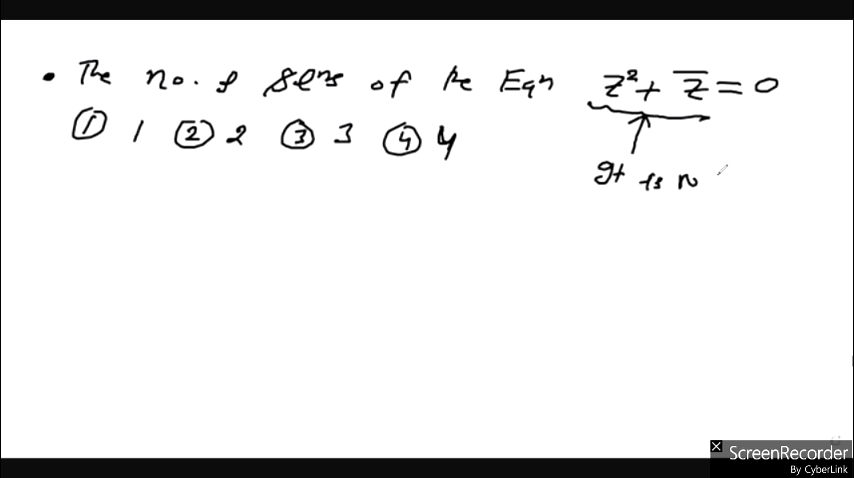 • The no. of solns of the Eqn z² + z̅ = 0
① 1 ② 2 ③ 3 ④ 4
It is n
ScreenRecorder
By CyberLink